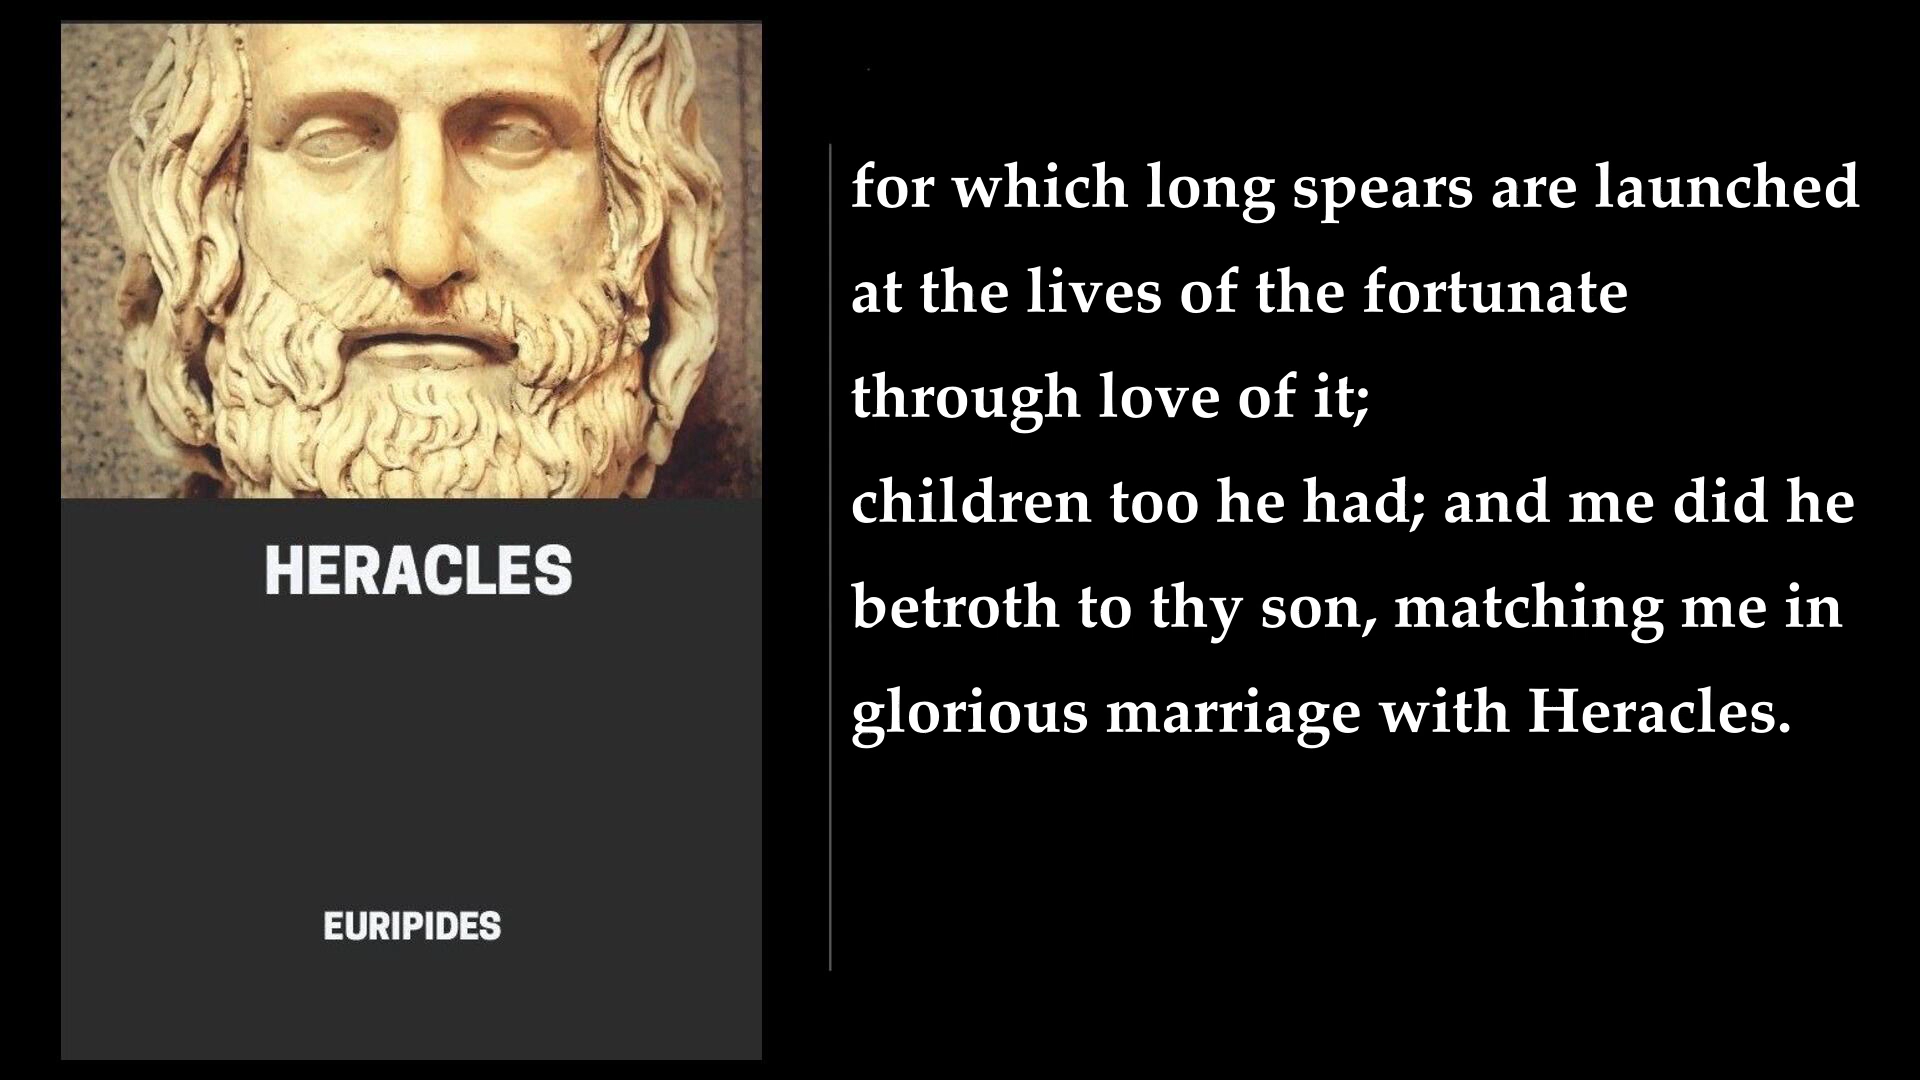 HERACLES
EURIPIDES
for which long spears are launched
at the lives of the fortunate
through love of it;
children too he had; and me did he
betroth to thy son, matching me in
glorious marriage with Heracles.